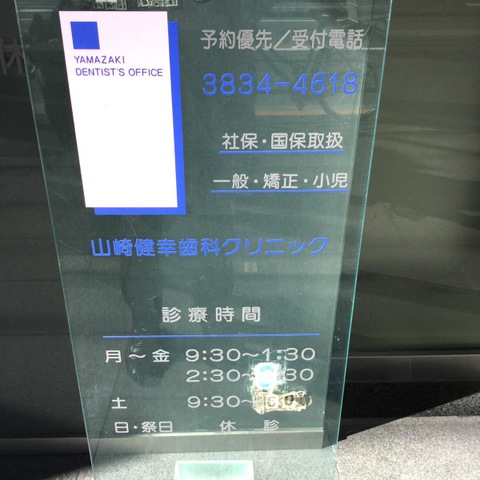 YAMAZAKI
DENTIST'S OFFICE
予約優先/受付電話
3834-4618
社保・国保取扱
一般・矯正・小児
山崎健幸歯科クリニック
診療時間
月〜金 9:30〜1:30
2:30〜
土 9:30〜
日・祭日 休 診